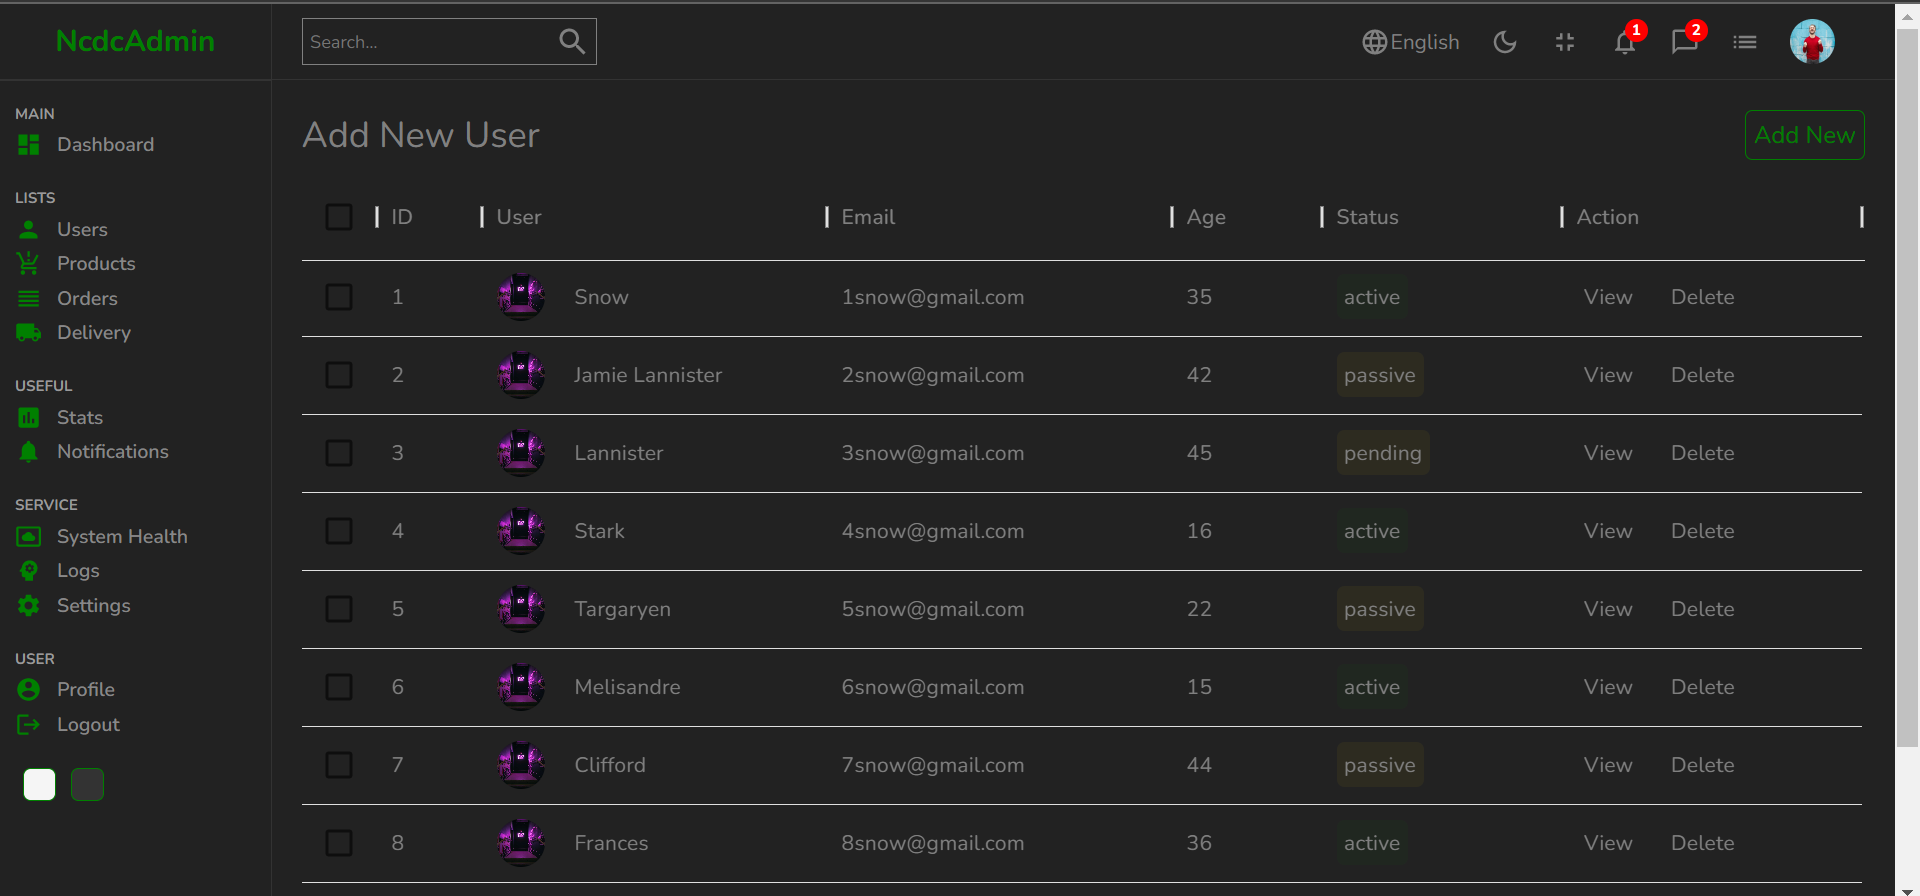 NcdcAdmin
Search...
English
1
2
MAIN
Dashboard
LISTS
Users
Products
Orders
Delivery
USEFUL
Stats
Notifications
SERVICE
System Health
Logs
Settings
USER
Profile
Logout
Add New User
Add New
ID User Email Age Status Action
1 Snow 1snow@gmail.com 35 active View Delete
2 Jamie Lannister 2snow@gmail.com 42 passive View Delete
3 Lannister 3snow@gmail.com 45 pending View Delete
4 Stark 4snow@gmail.com 16 active View Delete
5 Targaryen 5snow@gmail.com 22 passive View Delete
6 Melisandre 6snow@gmail.com 15 active View Delete
7 Clifford 7snow@gmail.com 44 passive View Delete
8 Frances 8snow@gmail.com 36 active View Delete